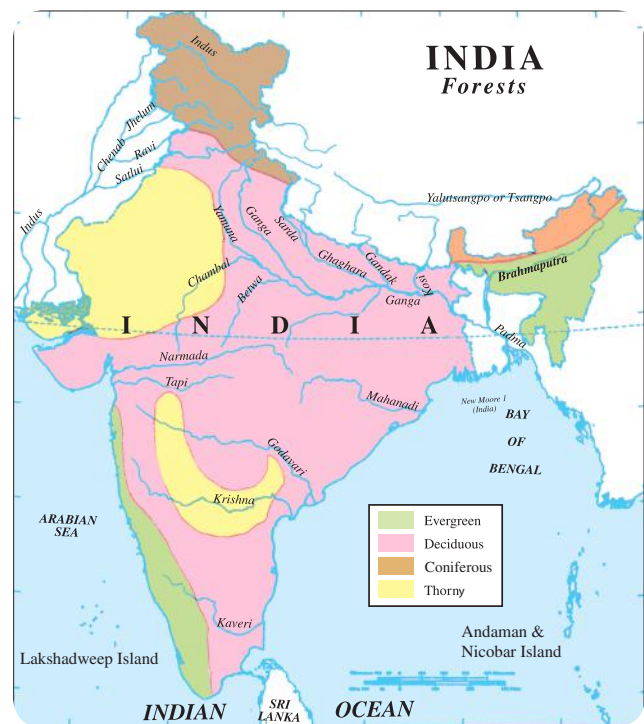 INDIA
Forests
Indus
Jhelum
Chenab
Ravi
Satlui
Indus
Yalutsangpo or Tsangpo
Yamuna
Ganga
Sarda
Ghaghara
Gandak
Kosi
Brahmaputra
Chambal
Betwa
Ganga
I N D I A
Padma
Narmada
Tapi
Mahanadi
New Moore I
(India)
BAY
OF
BENGAL
Godavari
Krishna
ARABIAN
SEA
Evergreen
Deciduous
Coniferous
Thorny
Kaveri
Andaman &
Nicobar Island
Lakshadweep Island
INDIAN OCEAN
SRI
LANKA